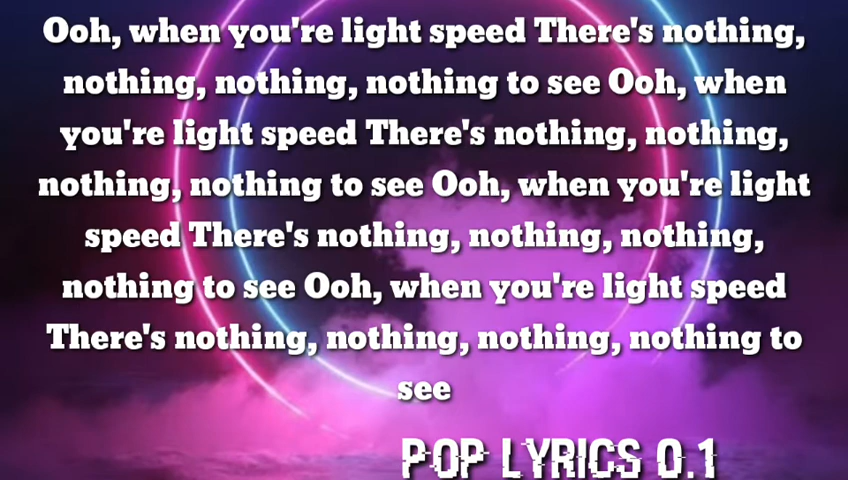 Ooh, when you're light speed There's nothing,
nothing, nothing, nothing to see Ooh, when
you're light speed There's nothing, nothing,
nothing, nothing to see Ooh, when you're light
speed There's nothing, nothing, nothing,
nothing to see Ooh, when you're light speed
There's nothing, nothing, nothing, nothing to
see
POP LYRICS 0.1